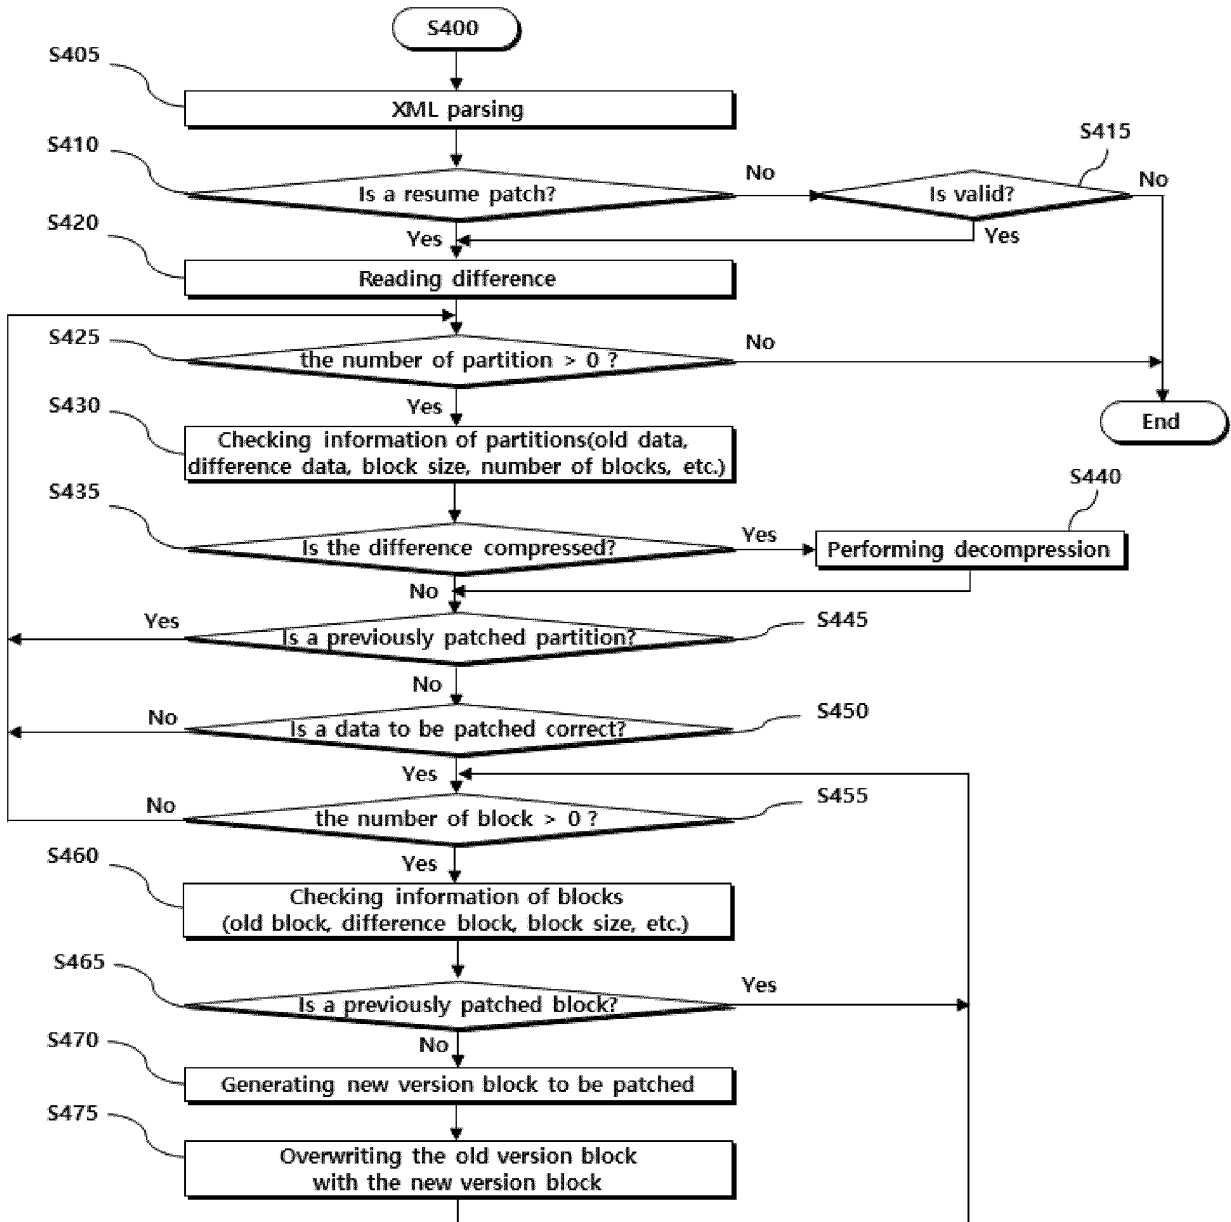 S400
S405
XML parsing
S410
S415
Is a resume patch?
No
Is valid?
No
S420
Yes
Yes
Reading difference
S425
the number of partition > 0 ?
No
S430
Yes
End
Checking information of partitions(old data,
difference data, block size, number of blocks, etc.)
S435
S440
Is the difference compressed?
Yes
Performing decompression
No
Yes
Is a previously patched partition?
S445
No
No
Is a data to be patched correct?
S450
Yes
No
the number of block > 0 ?
S455
S460
Yes
Checking information of blocks
(old block, difference block, block size, etc.)
S465
Is a previously patched block?
Yes
S470
No
Generating new version block to be patched
S475
Overwriting the old version block
with the new version block